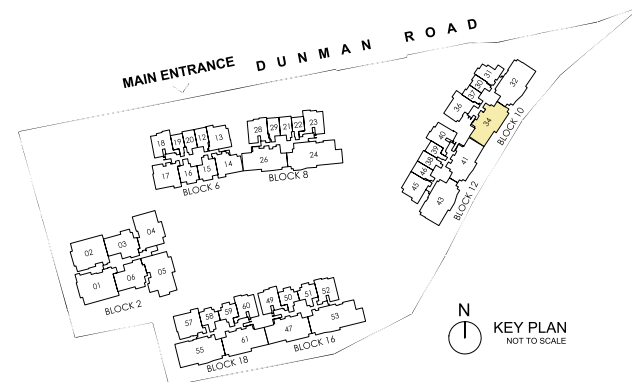 DUNMAN ROAD
MAIN ENTRANCE
18 19 20 12 13
17 16 15 14
BLOCK 6
28 29 21 22 23
26 24
BLOCK 8
31 30 37 36 32
34
BLOCK 10
40 39 38 46 45
41 43
BLOCK 12
02 03 04
01 06 05
BLOCK 2
57 58 59 60
55 61
BLOCK 18
49 50 51 52
47 53
BLOCK 16
N
KEY PLAN
NOT TO SCALE